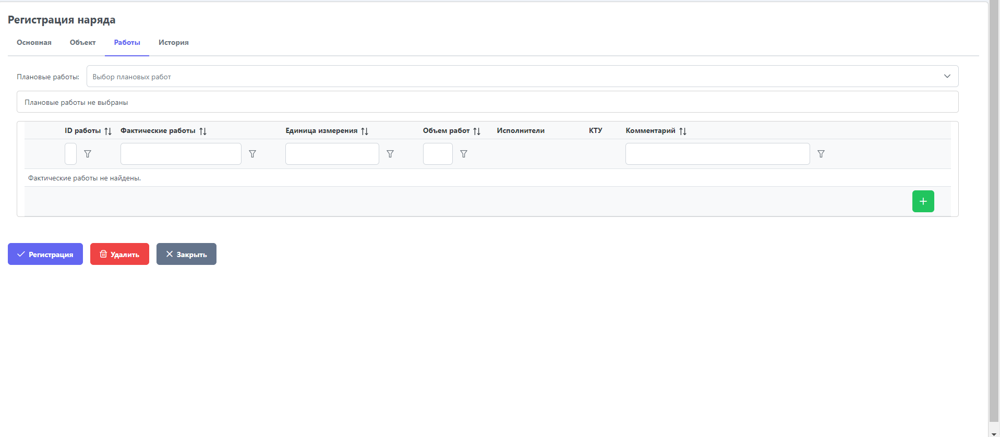 Регистрация наряда
Основная Объект Работы История
Плановые работы: Выбор плановых работ
Плановые работы не выбраны
ID работы Фактические работы Единица измерения Объем работ Исполнители КТУ Комментарий
Фактические работы не найдены.
Регистрация Удалить Закрыть